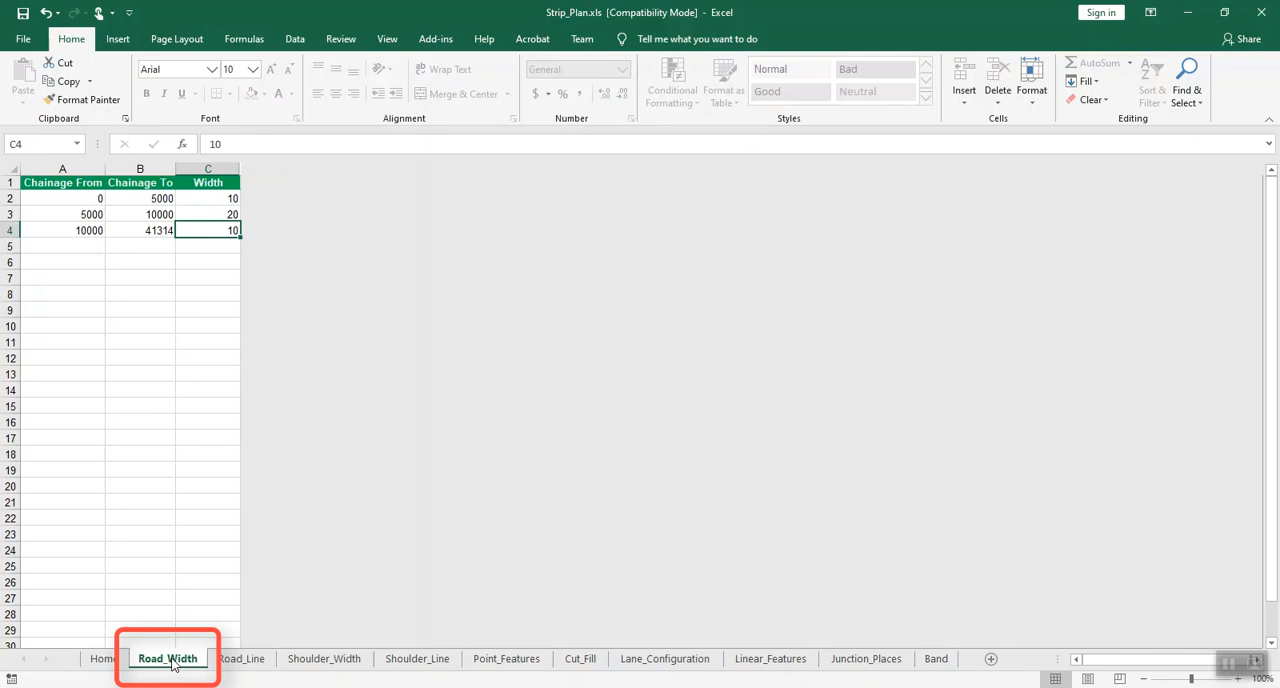 Strip_Plan.xls [Compatibility Mode] - Excel
Sign in
File Home Insert Page Layout Formulas Data Review View Add-ins Help Acrobat Team Tell me what you want to do Share
Paste
Cut
Copy
Format Painter
Clipboard
Arial 10
B I U
Font
Wrap Text
Merge & Center
Alignment
General
$ % ,
Number
Conditional Formatting
Format as Table
Normal Bad
Good Neutral
Styles
Insert Delete Format
Cells
AutoSum
Fill
Clear
Sort & Filter
Find & Select
Editing
C4 fx 10
A B C
1 Chainage From Chainage To Width
2 0 5000 10
3 5000 10000 20
4 10000 41314 10
5
6
7
8
9
10
11
12
13
14
15
16
17
18
19
20
21
22
23
24
25
26
27
28
29
30
Home Road_Width Road_Line Shoulder_Width Shoulder_Line Point_Features Cut_Fill Lane_Configuration Linear_Features Junction_Places Band
100%